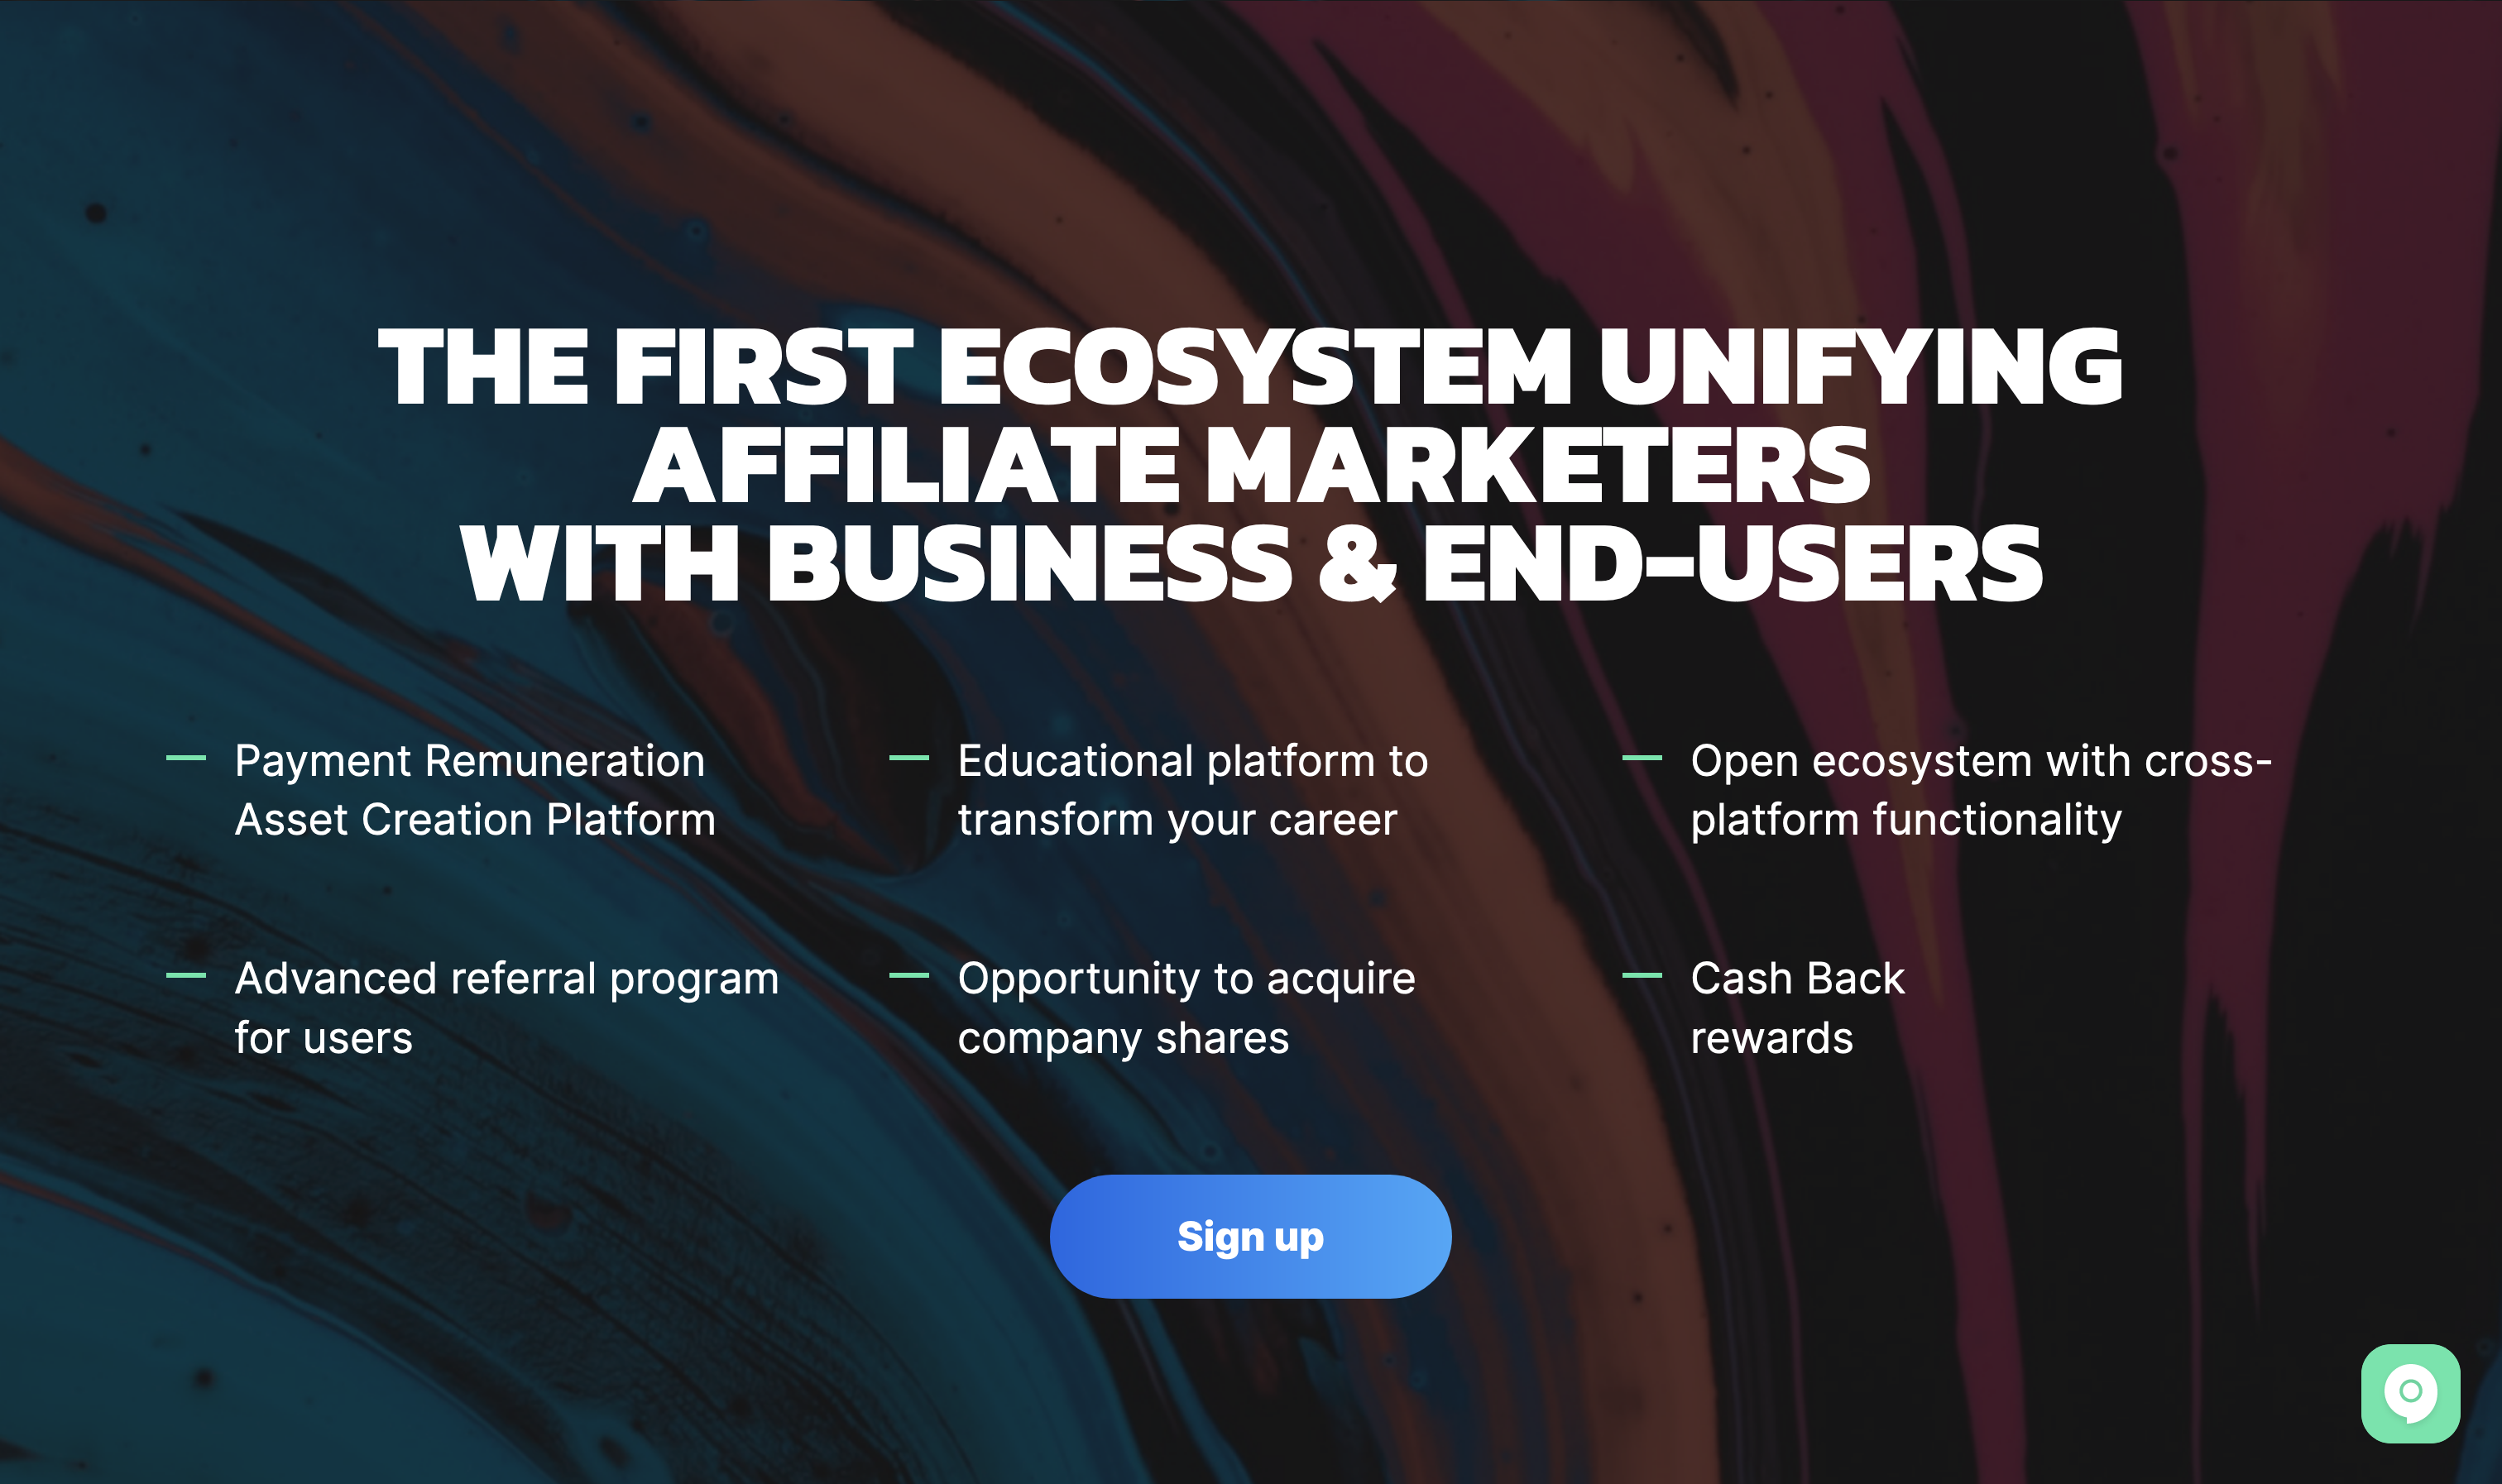 THE FIRST ECOSYSTEM UNIFYING
AFFILIATE MARKETERS
WITH BUSINESS & END-USERS
Payment Remuneration
Asset Creation Platform
Educational platform to
transform your career
Open ecosystem with cross-
platform functionality
Advanced referral program
for users
Opportunity to acquire
company shares
Cash Back
rewards
Sign up